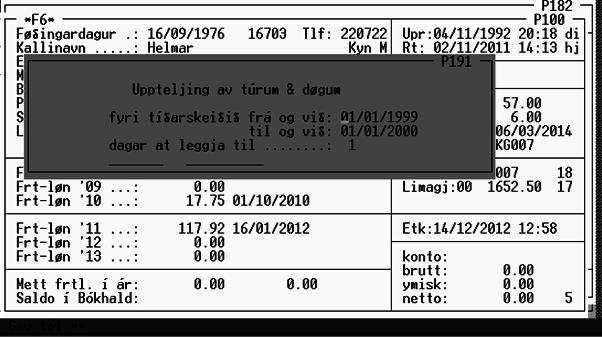 P182
*F6* P100
Føðingardagur .: 16/09/1976 16703 Tlf: 220722 Upr:04/11/1992 20:18 di
Kallinavn .....: Helmar Kyn M Rt: 02/11/2011 14:13 hj
E P191
M
B Uppteljing av túrum & døgum
P 57.00
S fyri tíðarskeiðið frá og við: 01/01/1999 6.00
L til og við: 01/01/2000 06/03/2014
dagar at leggja til ........: 1 KG007
F 007 18
Frt-løn '09 ...: 0.00 Limagj:00 1652.50 17
Frt-løn '10 ...: 17.75 01/10/2010
Frt-løn '11 ...: 117.92 16/01/2012 Etk:14/12/2012 12:58
Frt-løn '12 ...: 0.00
Frt-løn '13 ...: 0.00 konto:
brutt: 0.00
Mett frtl. í ár: 0.00 0.00 ymisk: 0.00
Saldo í Bókhald: netto: 0.00 5